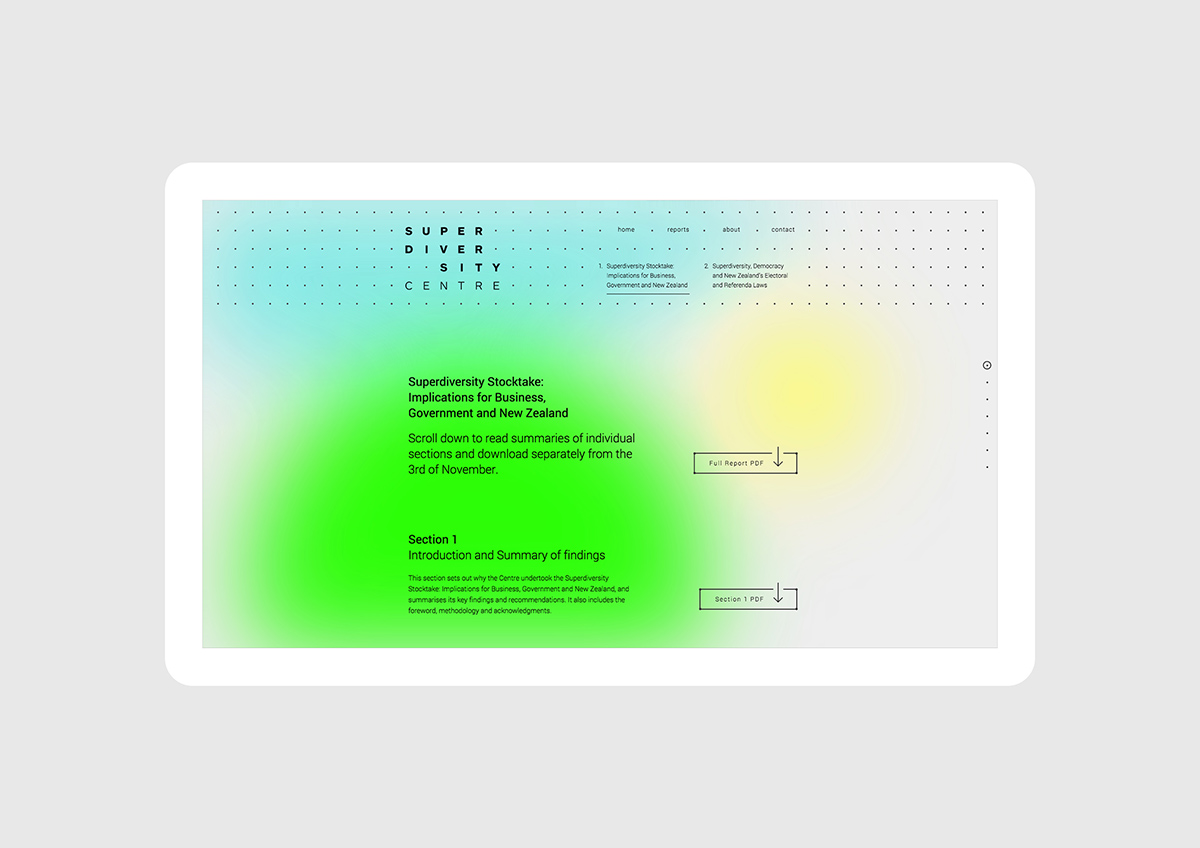 SUPER
DIVER
SITY
CENTRE
home reports about contact
1. Superdiversity Stocktake:
Implications for Business,
Government and New Zealand
2. Superdiversity, Democracy
and New Zealand's Electoral
and Referenda Laws
Superdiversity Stocktake:
Implications for Business,
Government and New Zealand
Scroll down to read summaries of individual
sections and download separately from the
3rd of November.
Full Report PDF
Section 1
Introduction and Summary of findings
This section sets out why the Centre undertook the Superdiversity
Stocktake: Implications for Business, Government and New Zealand, and
summarises its key findings and recommendations. It also includes the
foreword, methodology and acknowledgments.
Section 1 PDF